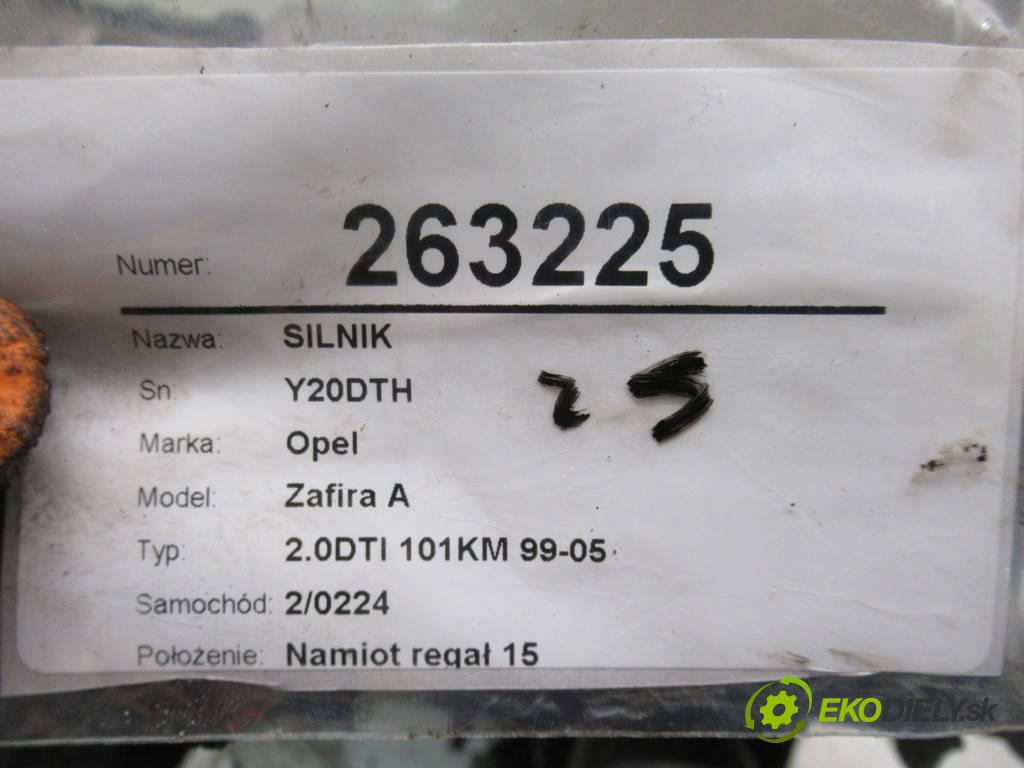 Numer: 263225
Nazwa: SILNIK
Sn: Y20DTH
25
Marka: Opel
Model: Zafira A
Typ: 2.0DTI 101KM 99-05
Samochód: 2/0224
Położenie: Namiot regał 15
EKODIELY.sk